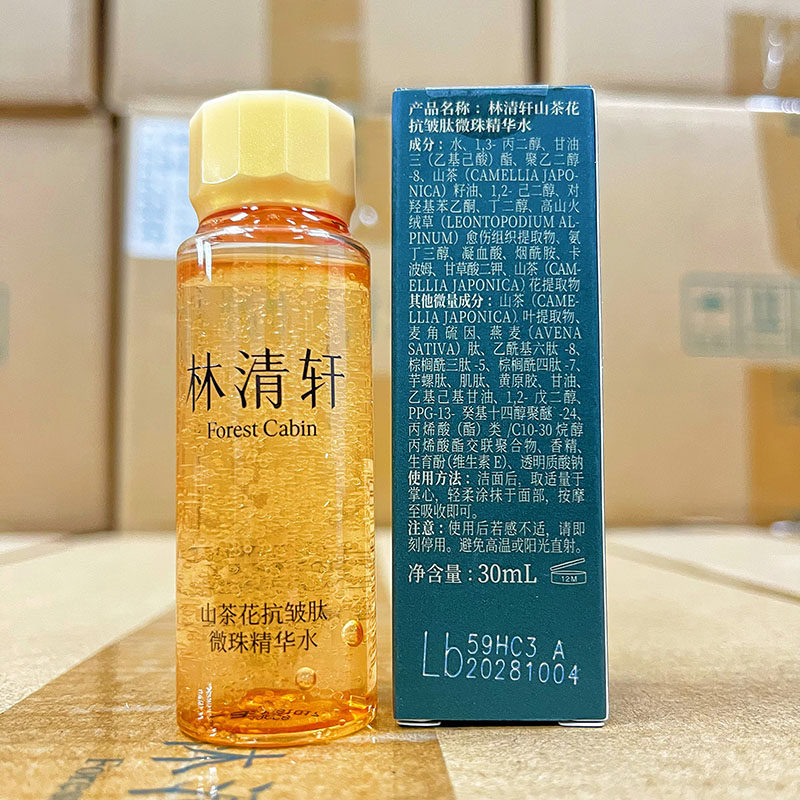 林清轩
Forest Cabin
山茶花抗皱肽
微珠精华水
产品名称：林清轩山茶花
抗皱肽微珠精华水
成分：水、1,3-丙二醇、甘油
三（乙基己酸）酯、聚乙二醇
-8、山茶（CAMELLIA JAPO-
NICA）籽油、1,2-己二醇、对
羟基苯乙酮、丁二醇、高山火
绒草（LEONTOPODIUM AL-
PINUM）愈伤组织提取物、氨
丁三醇、凝血酸、烟酰胺、卡
波姆、甘草酸二钾、山茶（CAM-
ELLIA JAPONICA）花提取物
其他微量成分：山茶（CAME-
LLIA JAPONICA）叶提取物、
麦角硫因、燕麦（AVENA
SATIVA）肽、乙酰基六肽-8、
棕榈酰三肽-5、棕榈酰四肽-7、
芋螺肽、肌肽、黄原胶、甘油、
乙基己基甘油、1,2-戊二醇、
PPG-13-癸基十四醇聚醚-24、
丙烯酸（酯）类/C10-30烷醇
丙烯酸酯交联聚合物、香精、
生育酚(维生素E)、透明质酸钠
使用方法：洁面后，取适量于
掌心，轻柔涂抹于面部，按摩
至吸收即可。
注意：使用后若感不适，请即
刻停用。避免高温或阳光直射。
净含量：30mL
12M
Lb 59HC3 A
20281004